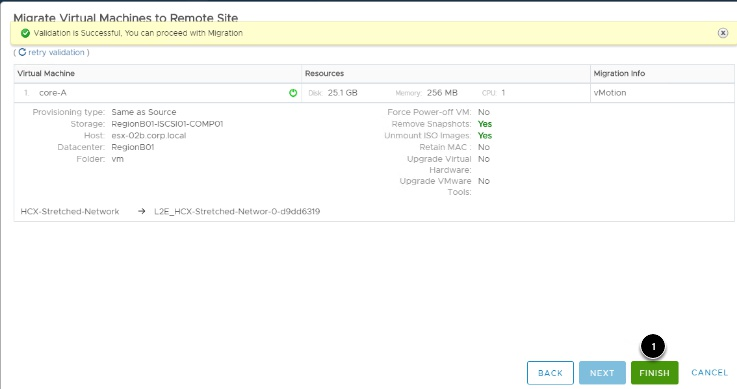 Migrate Virtual Machines to Remote Site
Validation is Successful, You can proceed with Migration
( retry validation )
Virtual Machine Resources Migration Info
1. core-A Disk: 25.1 GB Memory: 256 MB CPU: 1 vMotion
Provisioning type: Same as Source Force Power-off VM: No
Storage: RegionB01-ISCSI01-COMP01 Remove Snapshots: Yes
Host: esx-02b.corp.local Unmount ISO Images: Yes
Datacenter: RegionB01 Retain MAC : No
Folder: vm Upgrade Virtual No
Hardware:
Upgrade VMware No
Tools:
HCX-Stretched-Network → L2E_HCX-Stretched-Networ-0-d9dd6319
1
BACK NEXT FINISH CANCEL